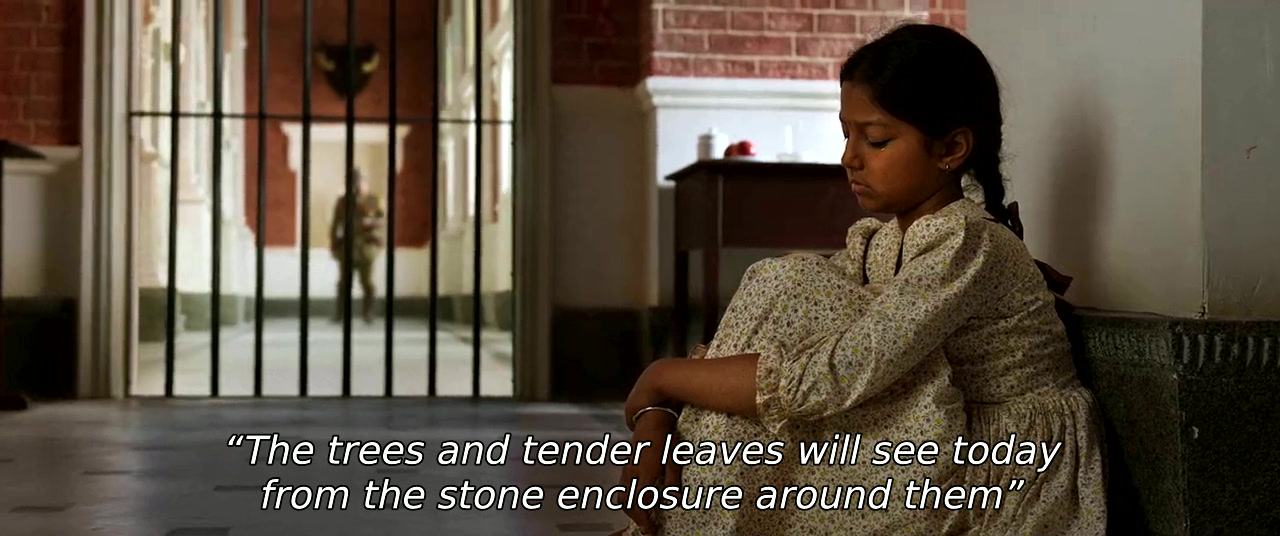 “The trees and tender leaves will see today
from the stone enclosure around them”